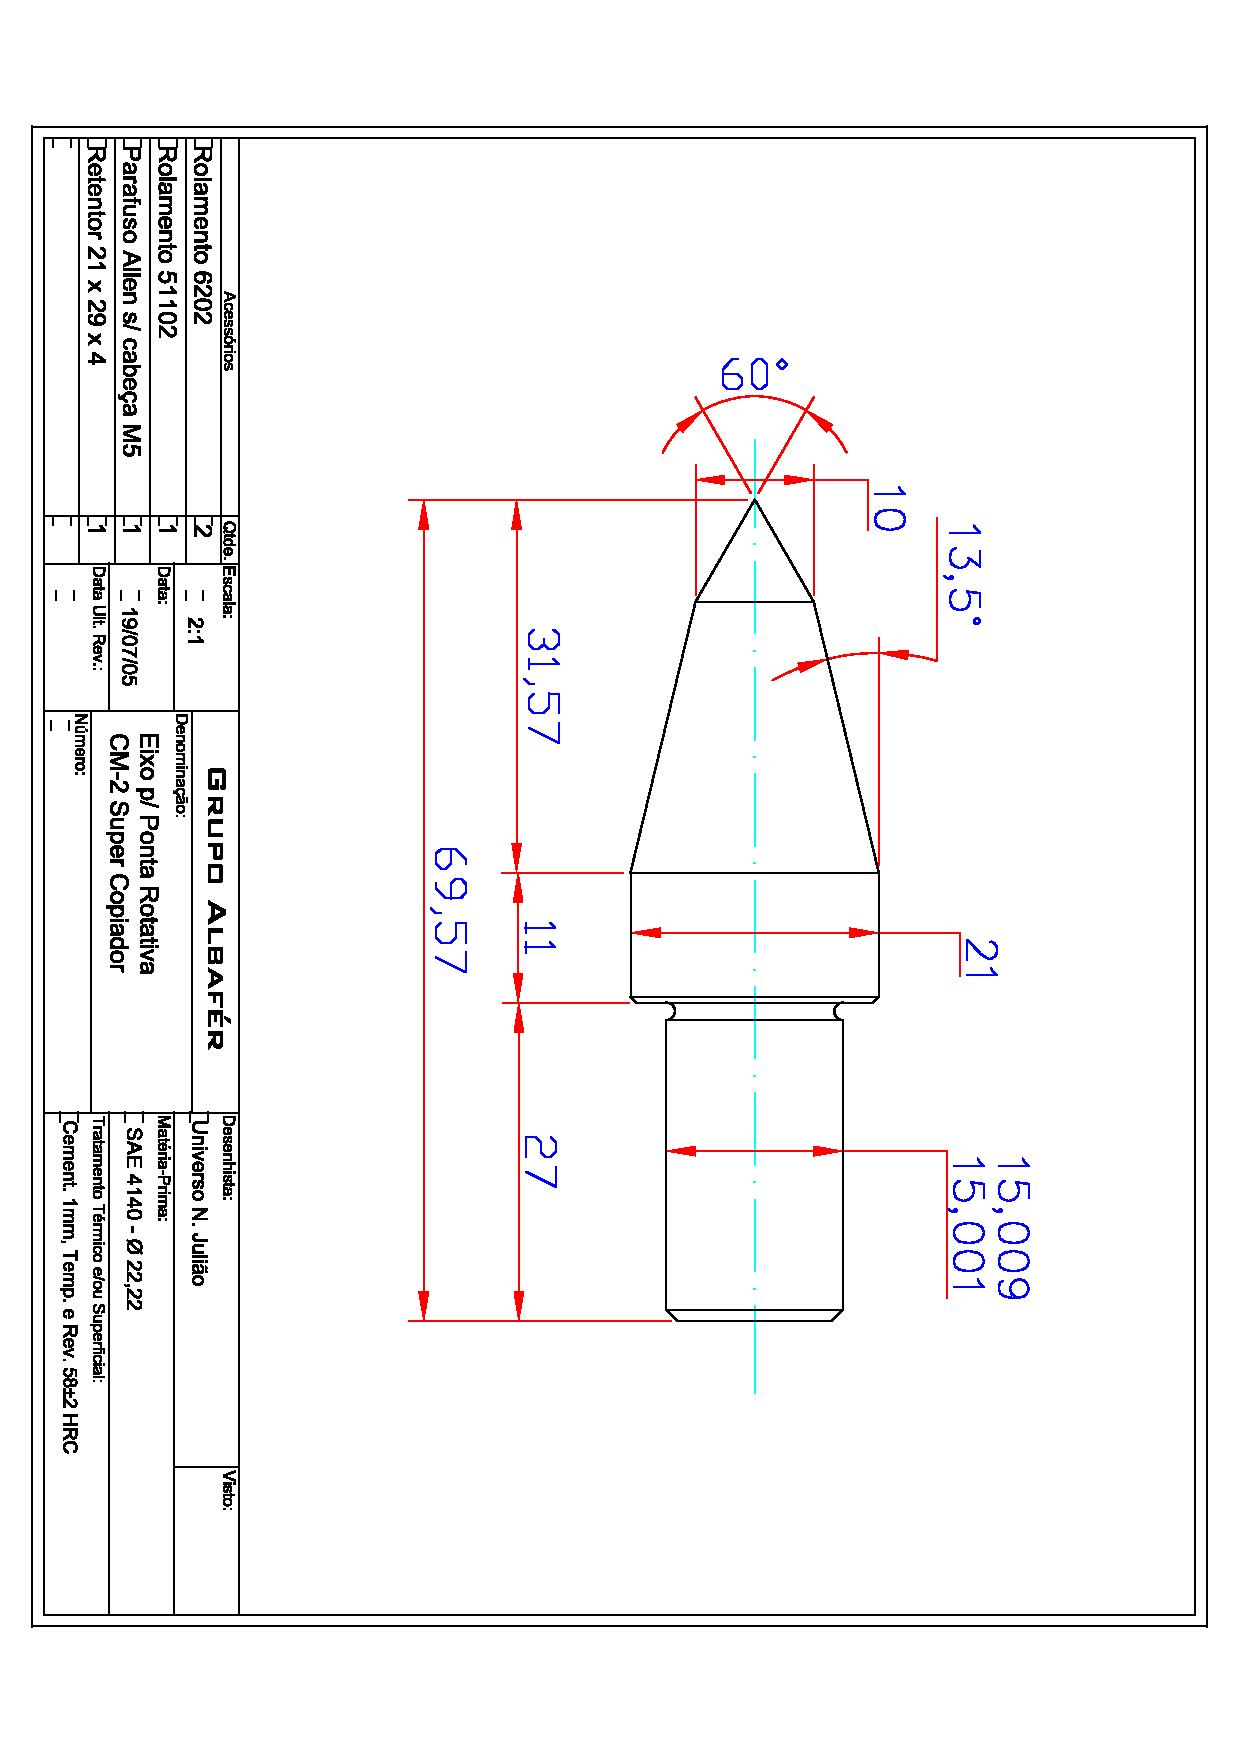 60°
10
13,5°
31,57
69,57
11
21
27
15,009
15,001
Acessórios
Qtde.
Rolamento 6202
2
Rolamento 51102
1
Parafuso Allen s/ cabeça M5
1
Retentor 21 x 29 x 4
1
Escala:
2:1
Data:
19/07/05
Data Ult. Rev.:
GRUPO ALBAFÉR
Denominação:
Eixo p/ Ponta Rotativa
CM-2 Super Copiador
Número:
Desenhista:
Universo N. Julião
Visto:
Matéria-Prima:
SAE 4140 - Ø 22,22
Tratamento Térmico e/ou Superficial:
Cement. 1mm, Temp. e Rev. 58±2 HRC